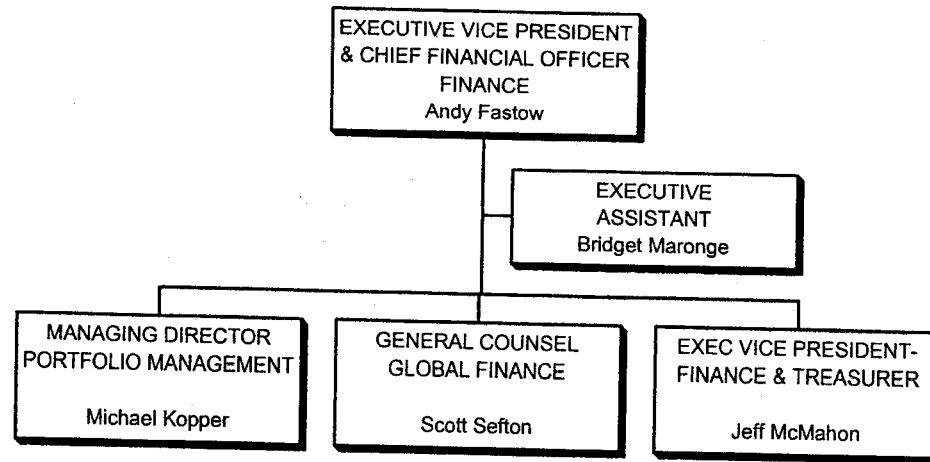 EXECUTIVE VICE PRESIDENT
& CHIEF FINANCIAL OFFICER
FINANCE
Andy Fastow
EXECUTIVE
ASSISTANT
Bridget Maronge
MANAGING DIRECTOR
PORTFOLIO MANAGEMENT
Michael Kopper
GENERAL COUNSEL
GLOBAL FINANCE
Scott Sefton
EXEC VICE PRESIDENT-
FINANCE & TREASURER
Jeff McMahon